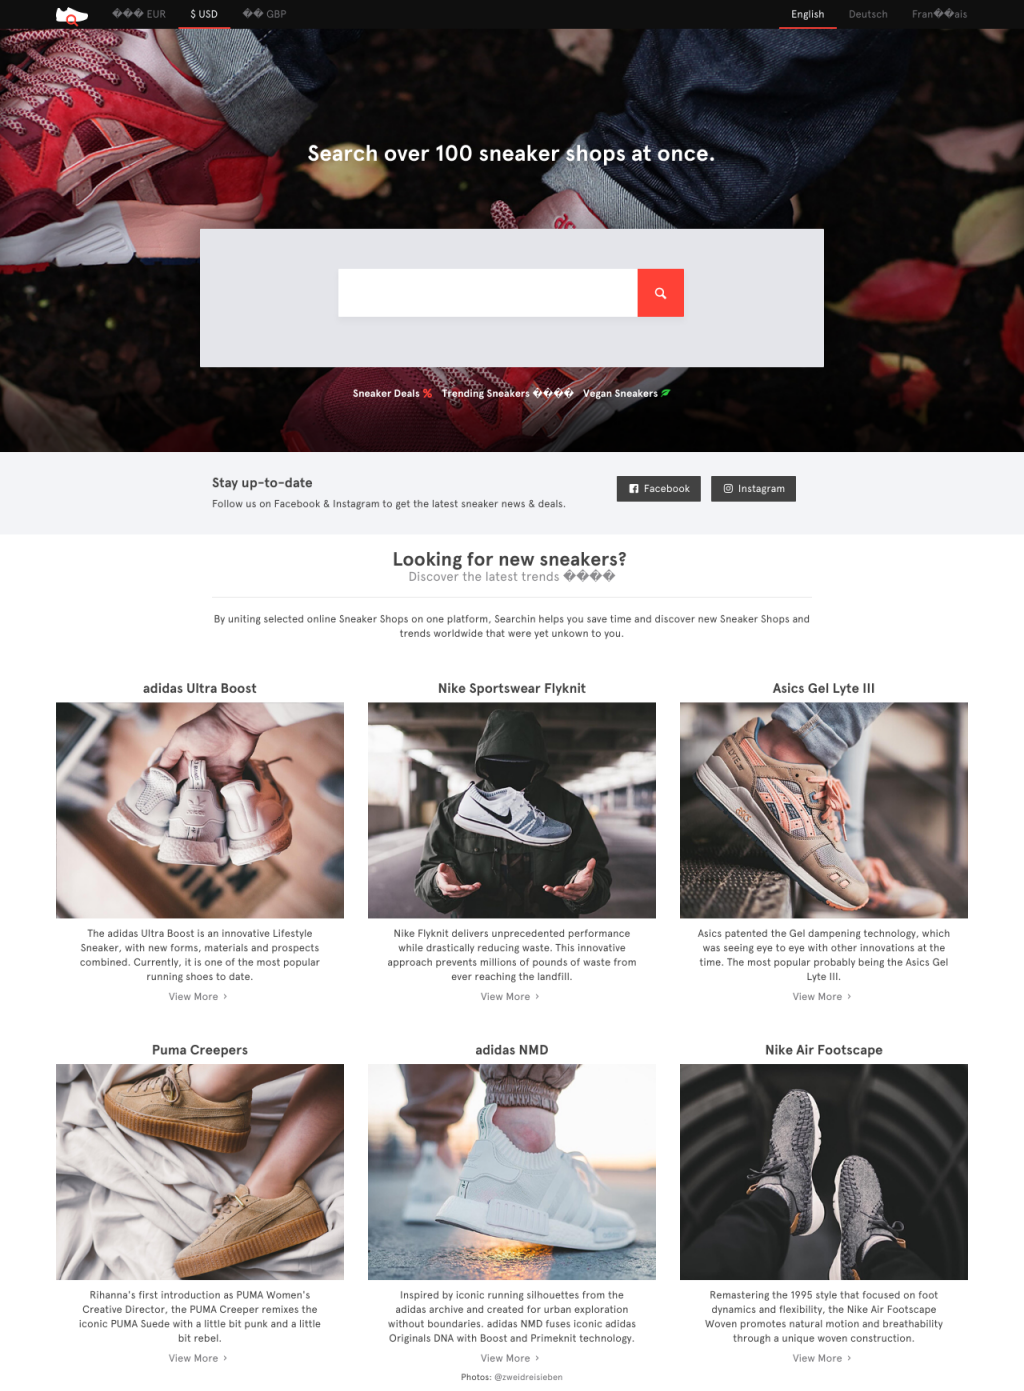 ��� EUR
$ USD
�� GBP
English
Deutsch
Fran��ais
Search over 100 sneaker shops at once.
Sneaker Deals
Trending Sneakers ����
Vegan Sneakers
Stay up-to-date
Follow us on Facebook & Instagram to get the latest sneaker news & deals.
Facebook
Instagram
Looking for new sneakers?
Discover the latest trends ����
By uniting selected online Sneaker Shops on one platform, Searchin helps you save time and discover new Sneaker Shops and
trends worldwide that were yet unkown to you.
adidas Ultra Boost
The adidas Ultra Boost is an innovative Lifestyle
Sneaker, with new forms, materials and prospects
combined. Currently, it is one of the most popular
running shoes to date.
View More ›
Nike Sportswear Flyknit
Nike Flyknit delivers unprecedented performance
while drastically reducing waste. This innovative
approach prevents millions of pounds of waste from
ever reaching the landfill.
View More ›
Asics Gel Lyte III
Asics patented the Gel dampening technology, which
was seeing eye to eye with other innovations at the
time. The most popular probably being the Asics Gel
Lyte III.
View More ›
Puma Creepers
Rihanna's first introduction as PUMA Women's
Creative Director, the PUMA Creeper remixes the
iconic PUMA Suede with a little bit punk and a little
bit rebel.
View More ›
adidas NMD
Inspired by iconic running silhouettes from the
adidas archive and created for urban exploration
without boundaries. adidas NMD fuses iconic adidas
Originals DNA with Boost and Primeknit technology.
View More ›
Nike Air Footscape
Remastering the 1995 style that focused on foot
dynamics and flexibility, the Nike Air Footscape
Woven promotes natural motion and breathability
through a unique woven construction.
View More ›
Photos: @zweidreisieben